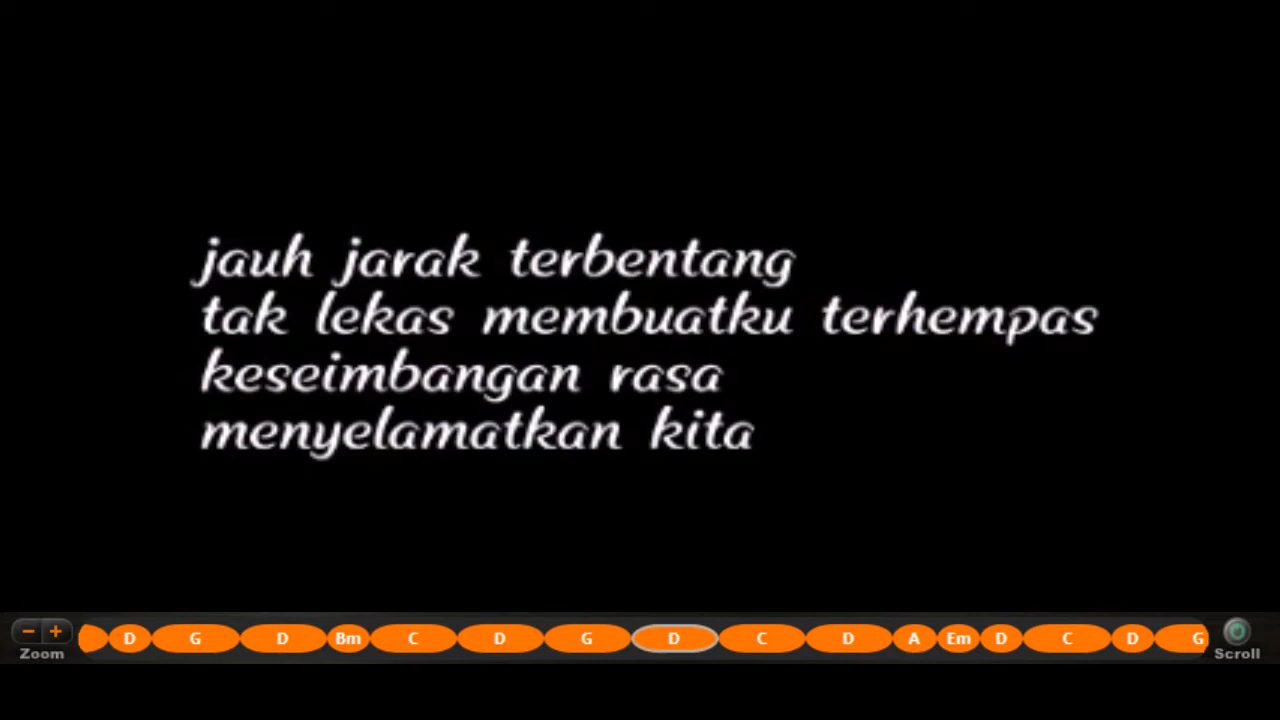 jauh jarak terbentang
tak lekas membuatku terhempas
keseimbangan rasa
menyelamatkan kita
D G D Bm C D G D C D A Em D C D G
Zoom
Scroll